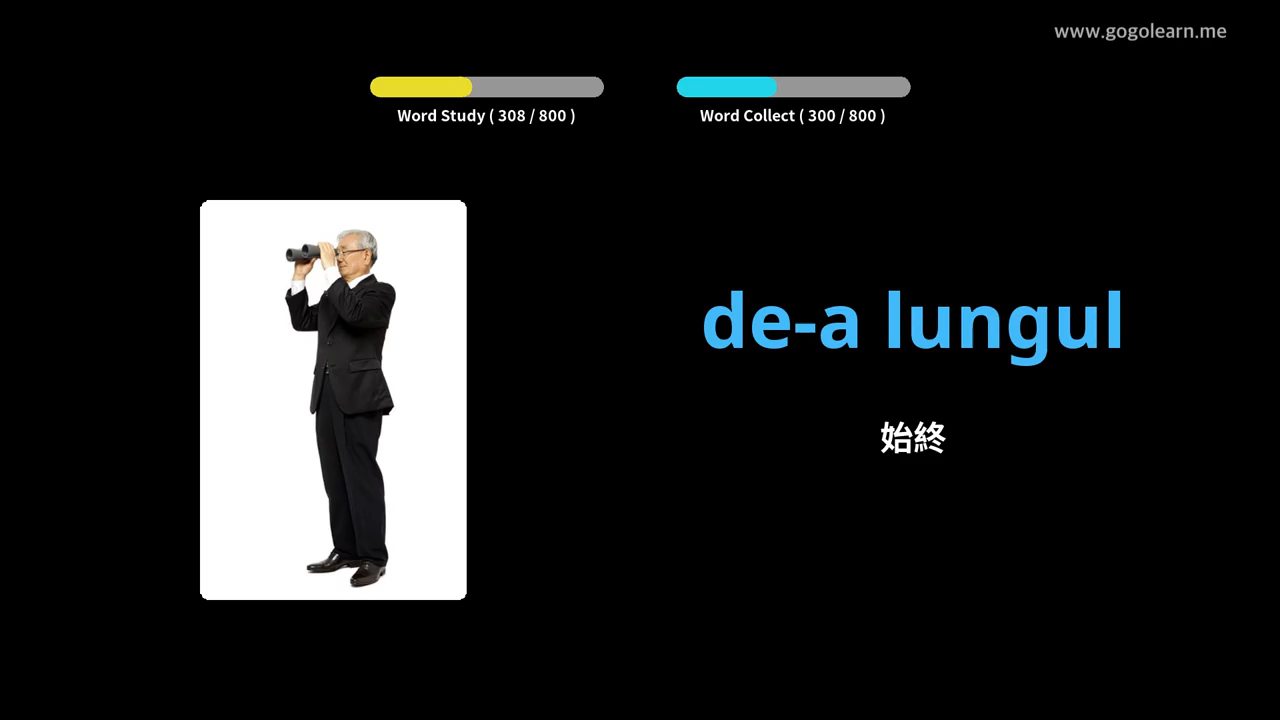 www.gogolearn.me
Word Study ( 308 / 800 )
Word Collect ( 300 / 800 )
de-a lungul
始終